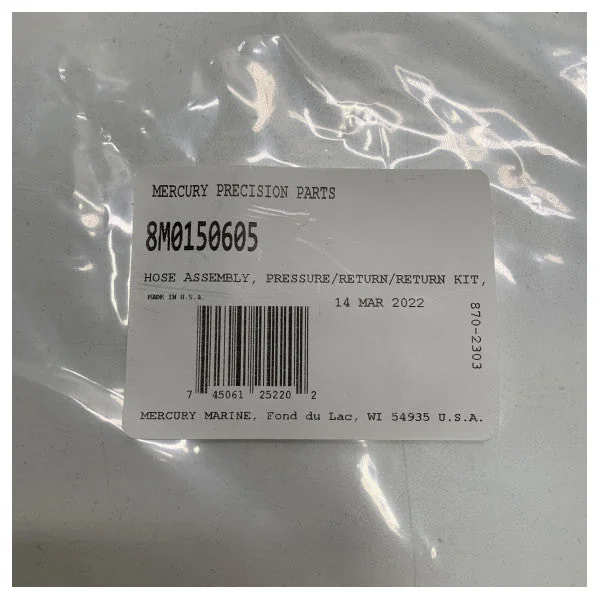 MERCURY PRECISION PARTS
8M0150605
HOSE ASSEMBLY, PRESSURE/RETURN/RETURN KIT,
MADE IN U.S.A.
14 MAR 2022
870-2303
7 45061 25220 2
MERCURY MARINE, Fond du Lac, WI 54935 U.S.A.